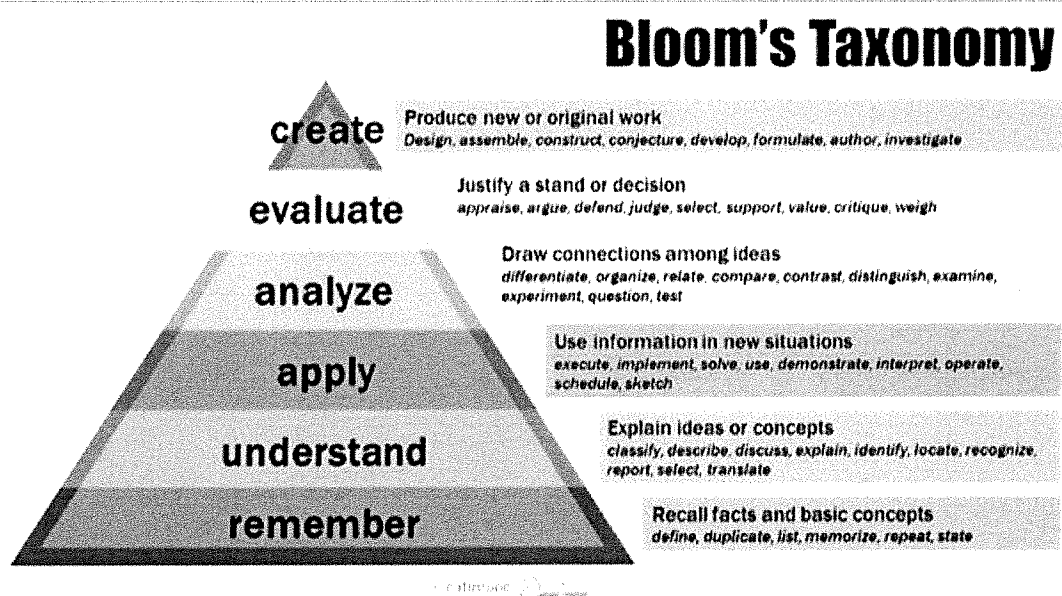 Bloom's Taxonomy
create
Produce new or original work
Design, assemble, construct, conjecture, develop, formulate, author, investigate
evaluate
Justify a stand or decision
appraise, argue, defend, judge, select, support, value, critique, weigh
analyze
Draw connections among ideas
differentiate, organize, relate, compare, contrast, distinguish, examine,
experiment, question, test
apply
Use information in new situations
execute, implement, solve, use, demonstrate, interpret, operate,
schedule, sketch
understand
Explain ideas or concepts
classify, describe, discuss, explain, identify, locate, recognize,
report, select, translate
remember
Recall facts and basic concepts
define, duplicate, list, memorize, repeat, state